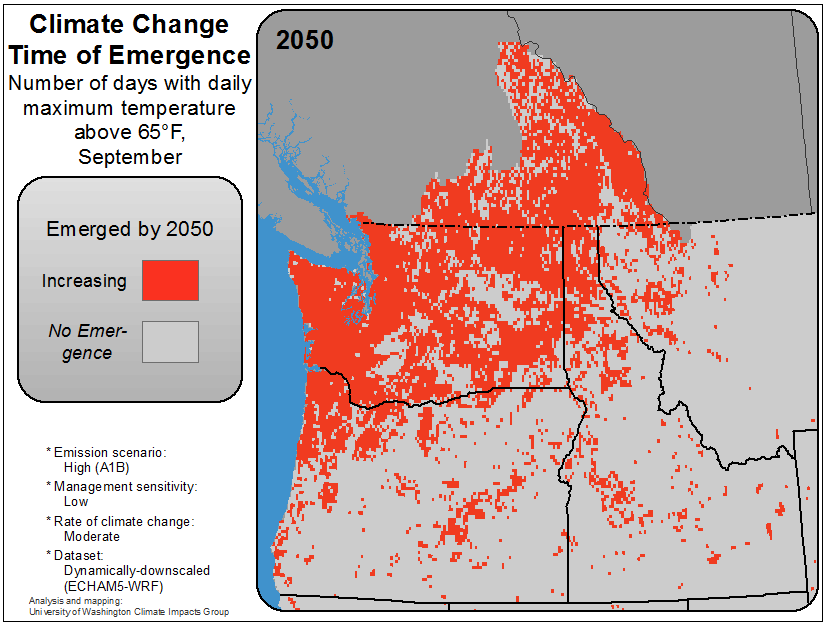 Climate Change
Time of Emergence
Number of days with daily
maximum temperature
above 65°F,
September
2050
Emerged by 2050
Increasing
No Emer-
gence
* Emission scenario:
High (A1B)
* Management sensitivity:
Low
* Rate of climate change:
Moderate
* Dataset:
Dynamically-downscaled
(ECHAM5-WRF)
Analysis and mapping:
University of Washington Climate Impacts Group